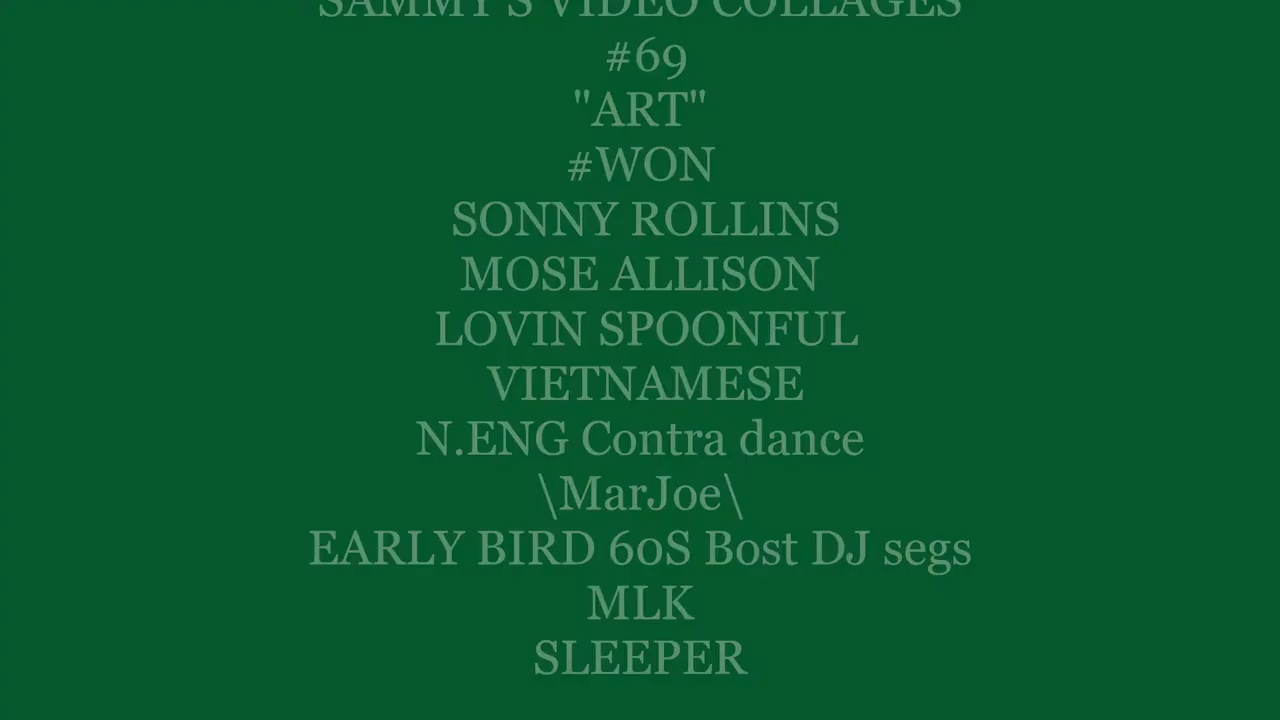 SAMMY'S VIDEO COLLAGES
#69
"ART"
#WON
SONNY ROLLINS
MOSE ALLISON
LOVIN SPOONFUL
VIETNAMESE
N.ENG Contra dance
\MarJoe\
EARLY BIRD 60S Bost DJ segs
MLK
SLEEPER